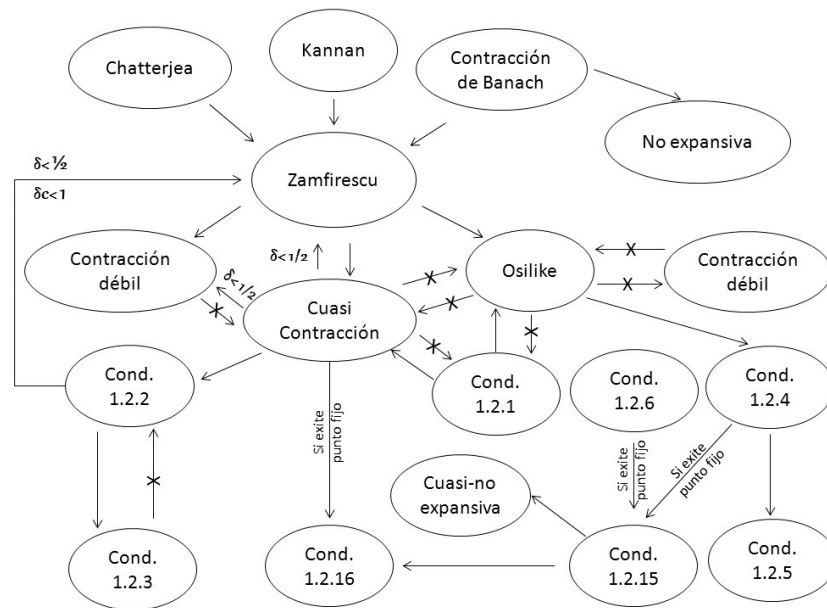 Kannan
Chatterjea
Contracción
de Banach
No expansiva
δ<½
δc<1
Zamfirescu
Contracción
débil
δ<1/2
δ<1/2
X
Cuasi
Contracción
X
X
X
X
Osilike
X
X
Contracción
débil
Cond.
1.2.2
Cond.
1.2.1
Cond.
1.2.6
Cond.
1.2.4
Si exite
punto fijo
Si exite
punto fijo
Si exite
punto fijo
X
Cuasi-no
expansiva
Cond.
1.2.3
Cond.
1.2.16
Cond.
1.2.15
Cond.
1.2.5